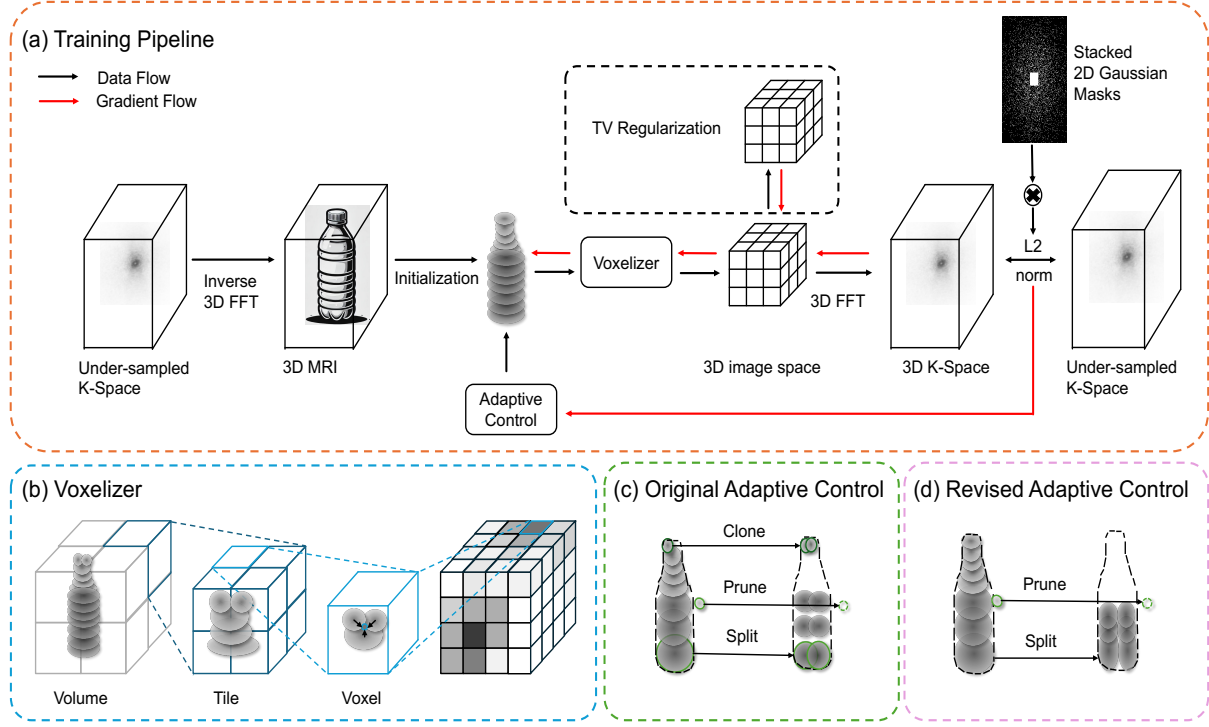 (a) Training Pipeline
Data Flow
Gradient Flow
TV Regularization
Stacked
2D Gaussian
Masks
Inverse
3D FFT
Initialization
Voxelizer
3D FFT
L2
norm
Under-sampled
K-Space
3D MRI
3D image space
3D K-Space
Under-sampled
K-Space
Adaptive
Control
(b) Voxelizer
Volume
Tile
Voxel
(c) Original Adaptive Control
Clone
Prune
Split
(d) Revised Adaptive Control
Prune
Split